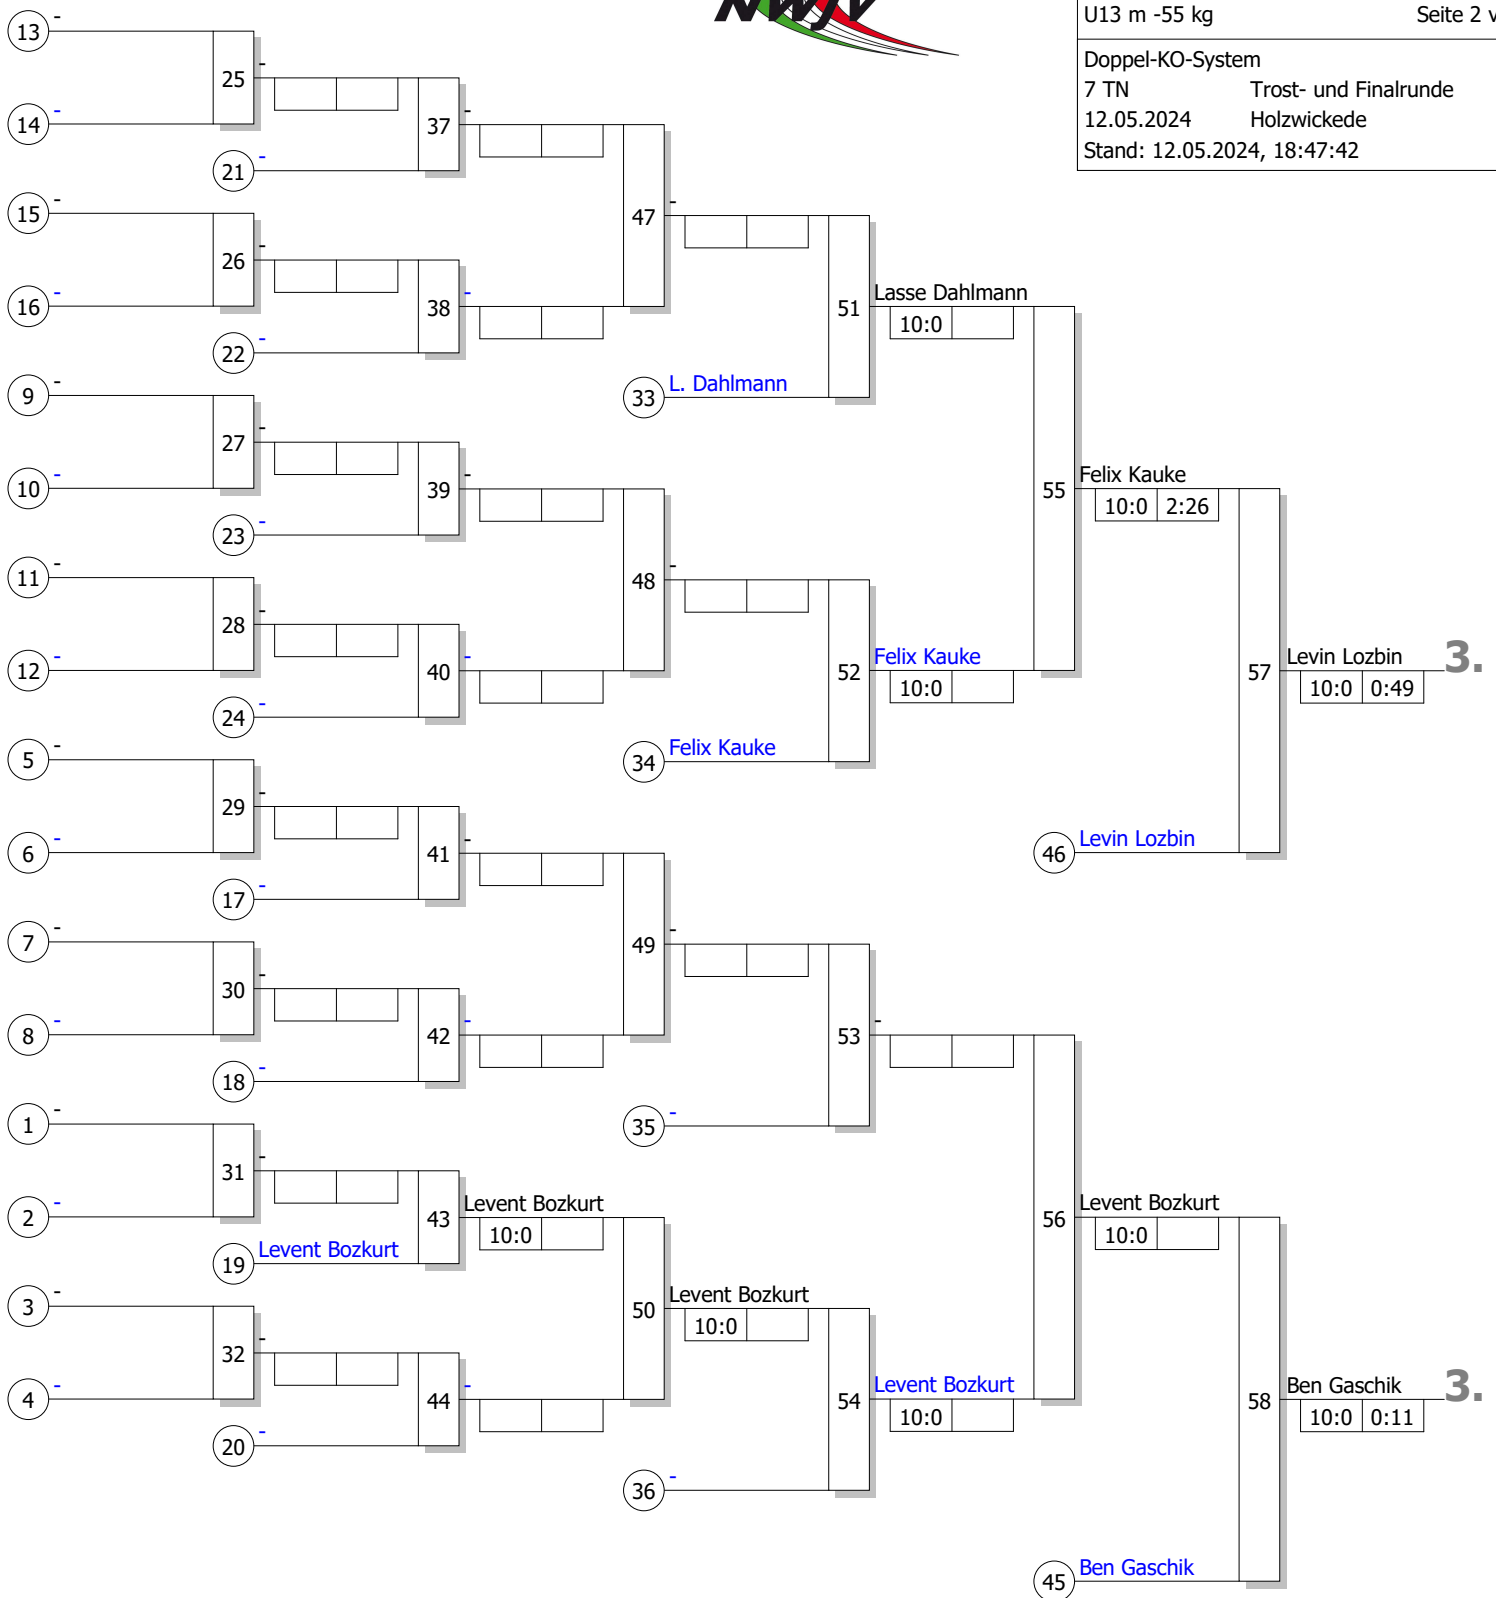 NWJV
U13 m -55 kg Seite 2 v
Doppel-KO-System
7 TN Trost- und Finalrunde
12.05.2024 Holzwickede
Stand: 12.05.2024, 18:47:42
13 -
25 -
14 -
37 -
21 -
15 -
47 -
26 -
16 -
38 -
22 -
51 Lasse Dahlmann
10:0
33 L. Dahlmann
9 -
27 -
10 -
39 -
23 -
55 Felix Kauke
10:0 2:26
11 -
48 -
28 -
12 -
40 -
24 -
52 Felix Kauke
10:0
34 Felix Kauke
57 Levin Lozbin 3.
10:0 0:49
46 Levin Lozbin
5 -
29 -
6 -
41 -
17 -
7 -
49 -
30 -
8 -
42 -
18 -
53 -
35 -
1 -
31 -
2 -
43 Levent Bozkurt
10:0
19 Levent Bozkurt
56 Levent Bozkurt
10:0
3 -
50 Levent Bozkurt
10:0
32 -
4 -
44 -
20 -
54 Levent Bozkurt
10:0
36 -
58 Ben Gaschik 3.
10:0 0:11
45 Ben Gaschik